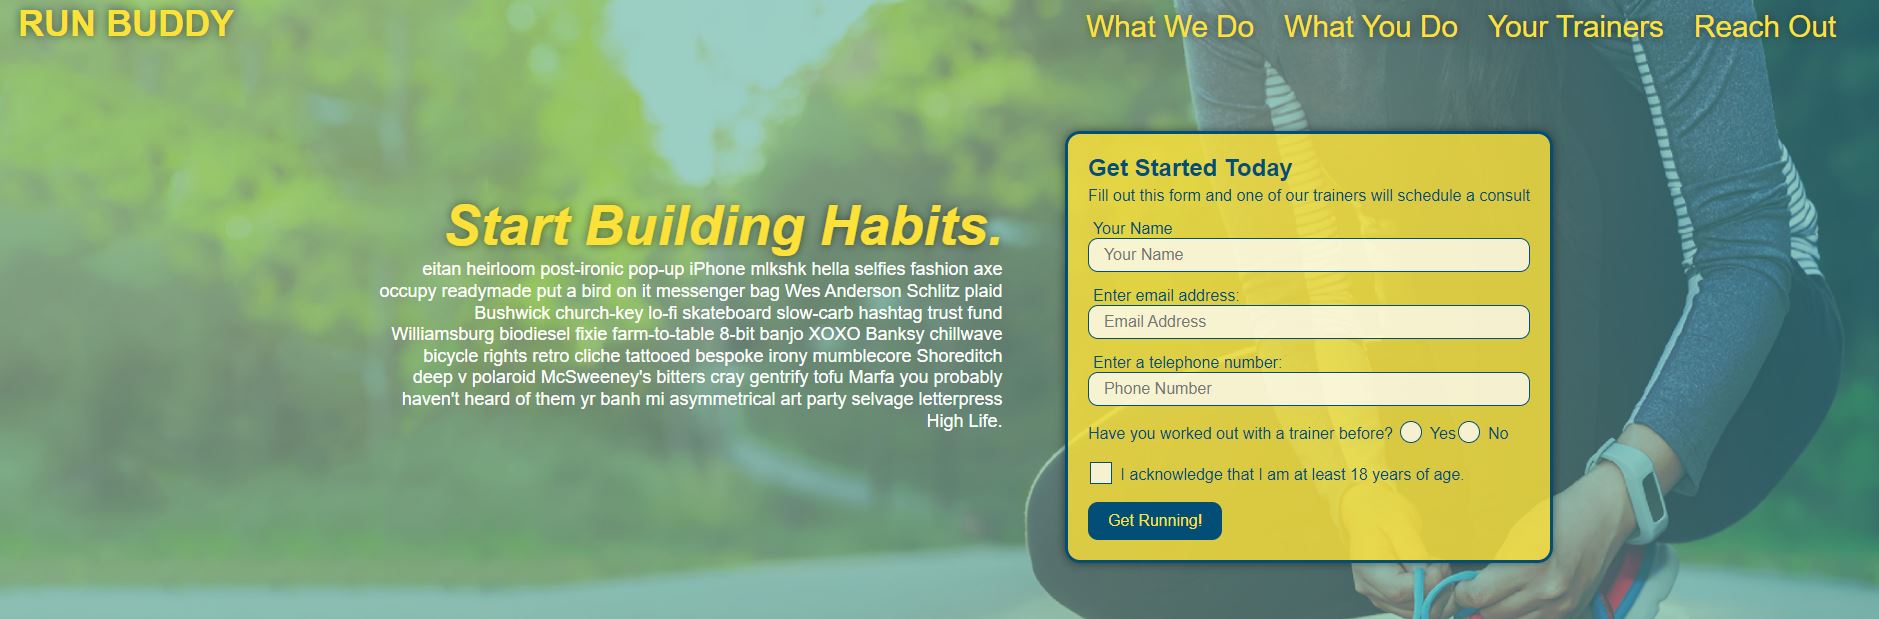 RUN BUDDY
What We Do
What You Do
Your Trainers
Reach Out
Start Building Habits.
eitan heirloom post-ironic pop-up iPhone mlkshk hella selfies fashion axe
occupy readymade put a bird on it messenger bag Wes Anderson Schlitz plaid
Bushwick church-key lo-fi skateboard slow-carb hashtag trust fund
Williamsburg biodiesel fixie farm-to-table 8-bit banjo XOXO Banksy chillwave
bicycle rights retro cliche tattooed bespoke irony mumblecore Shoreditch
deep v polaroid McSweeney's bitters cray gentrify tofu Marfa you probably
haven't heard of them yr banh mi asymmetrical art party selvage letterpress
High Life.
Get Started Today
Fill out this form and one of our trainers will schedule a consult
Your Name
Your Name
Enter email address:
Email Address
Enter a telephone number:
Phone Number
Have you worked out with a trainer before? Yes No
I acknowledge that I am at least 18 years of age.
Get Running!